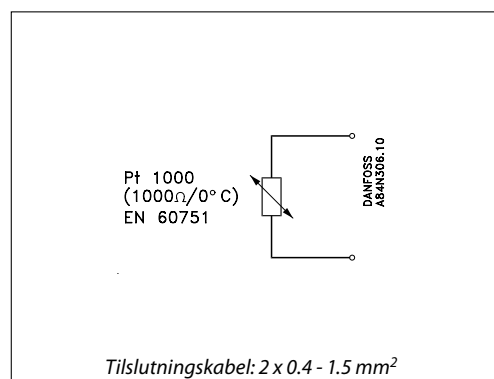 Pt 1000
(1000Ω/0°C)
EN 60751
DANFOSS
A84N306.10
Tilslutningskabel: 2 x 0.4 - 1.5 mm²